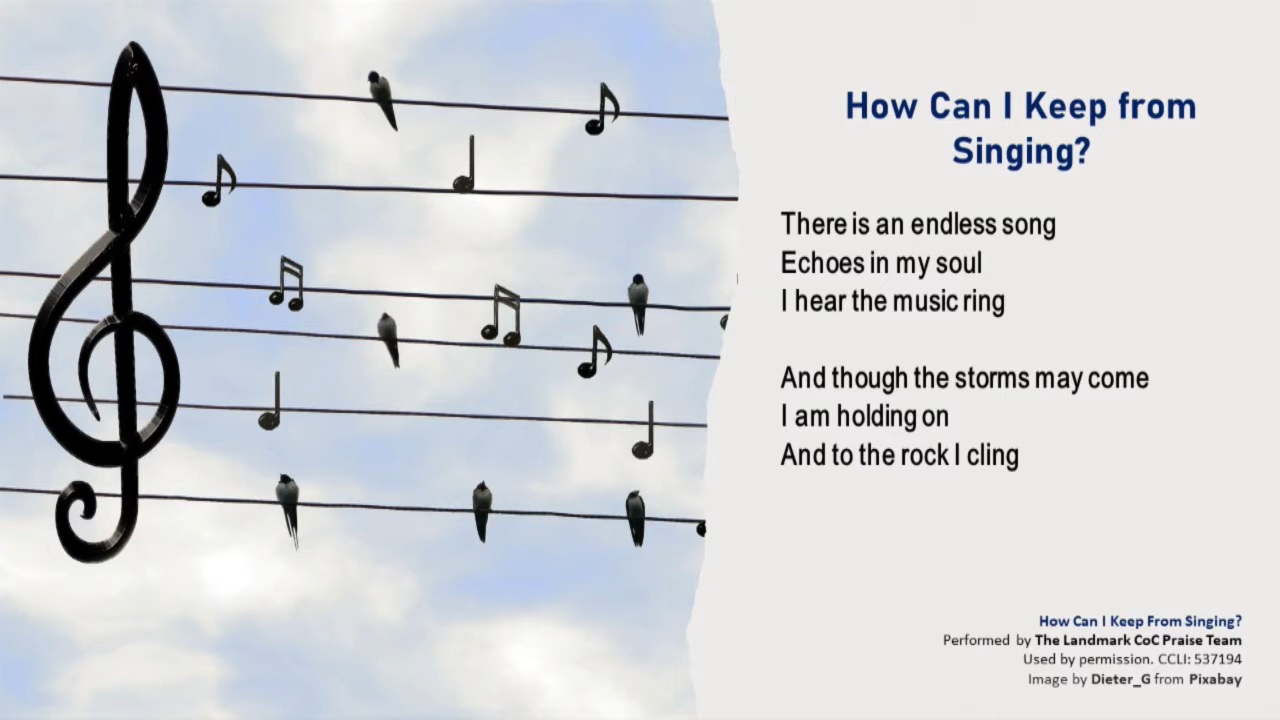 How Can I Keep from
Singing?
There is an endless song
Echoes in my soul
I hear the music ring
And though the storms may come
I am holding on
And to the rock I cling
How Can I Keep From Singing?
Performed by The Landmark CoC Praise Team
Used by permission. CCLI: 537194
Image by Dieter_G from Pixabay